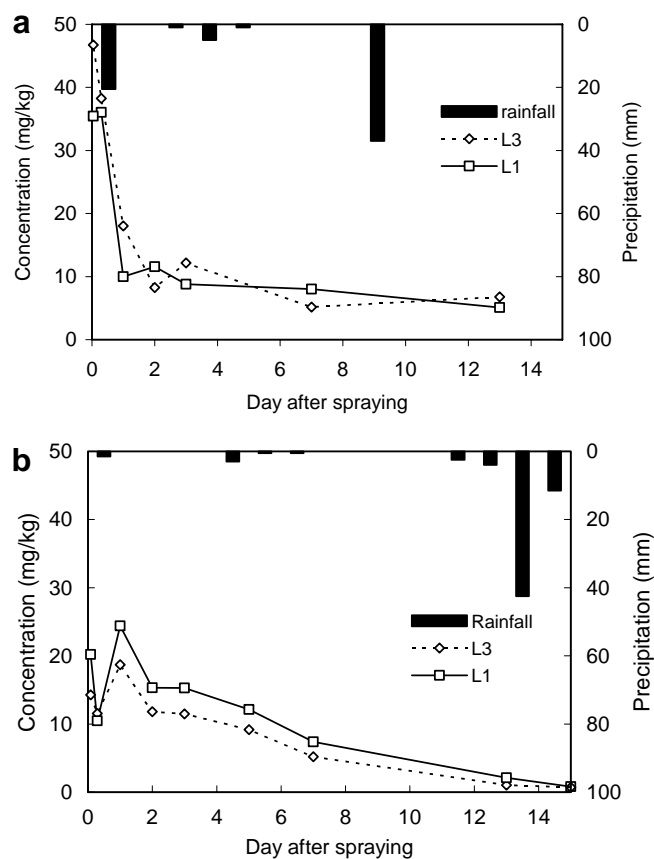 a
50 0
40 20
30 40
20 60
10 80
0 100
0 2 4 6 8 10 12 14
Concentration (mg/kg)
Precipitation (mm)
rainfall
L3
L1
Day after spraying
b
50 0
40 20
30 40
20 60
10 80
0 100
0 2 4 6 8 10 12 14
Concentration (mg/kg)
Precipitation (mm)
Rainfall
L3
L1
Day after spraying